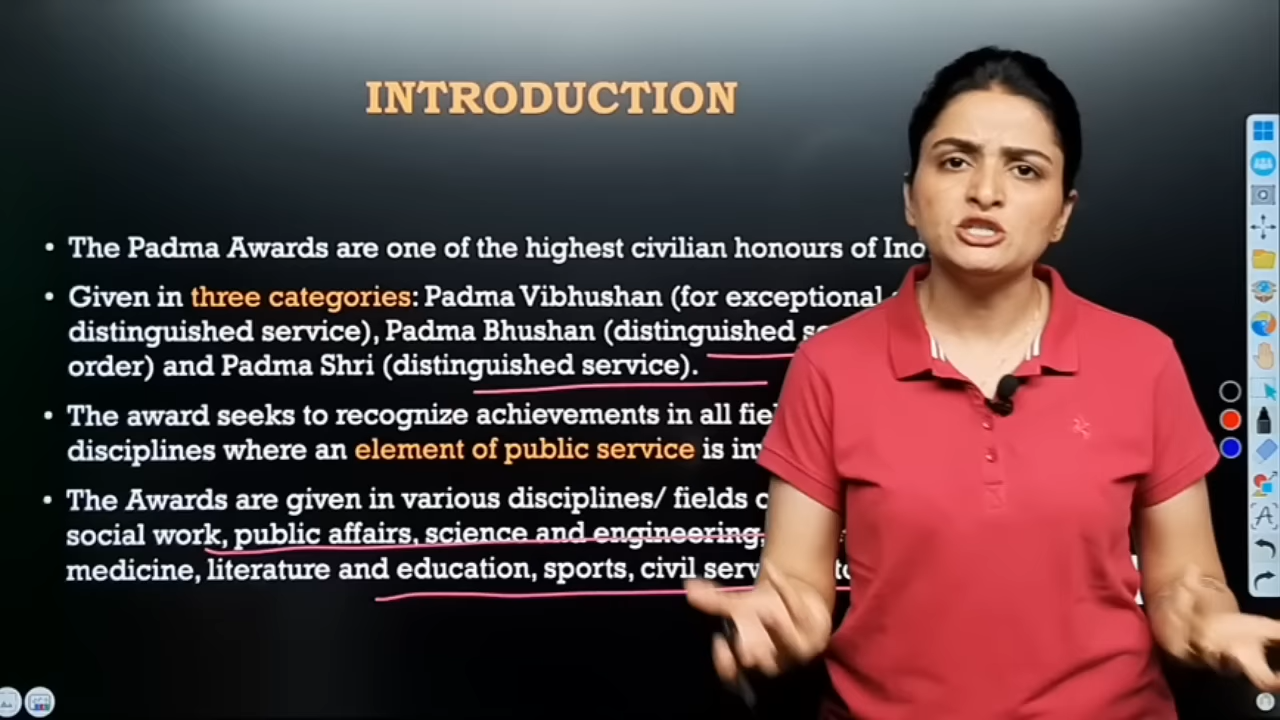 INTRODUCTION
• The Padma Awards are one of the highest civilian honours of
• Given in three categories: Padma Vibhushan (for exceptional
distinguished service), Padma Bhushan (distinguished
order) and Padma Shri (distinguished service).
• The award seeks to recognize achievements in all
disciplines where an element of public service is
• The Awards are given in various disciplines/ fields
social work, public affairs, science and engineering,
medicine, literature and education, sports, civil